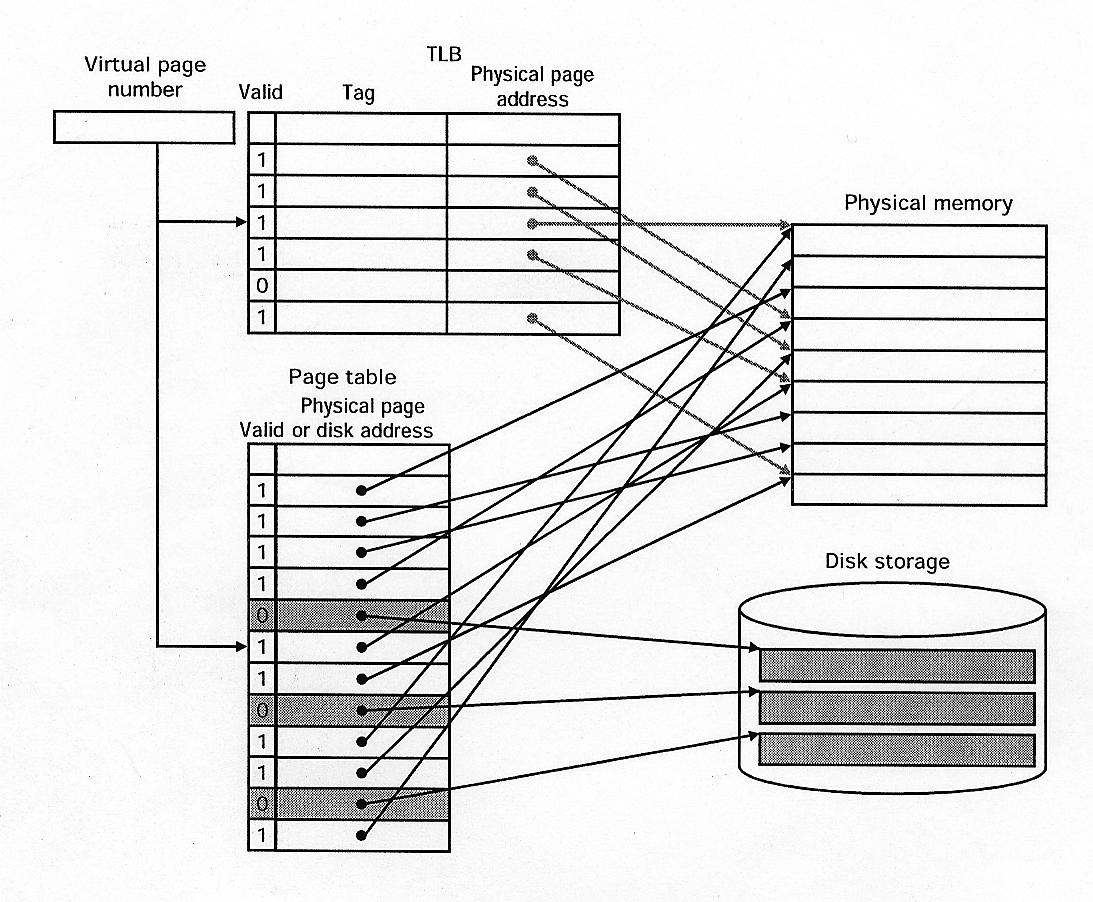 TLB
Virtual page
number
Valid
Tag
Physical page
address
1
1
1
1
0
1
Physical memory
Page table
Physical page
Valid or disk address
1
1
1
1
0
1
1
0
1
1
0
1
Disk storage